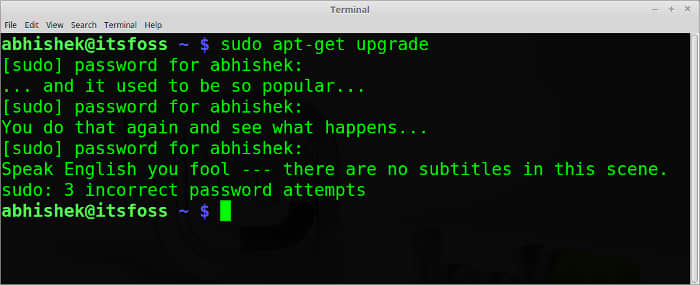 Terminal
File Edit View Search Terminal Help
abhishek@itsfoss ~ $ sudo apt-get upgrade
[sudo] password for abhishek:
... and it used to be so popular...
[sudo] password for abhishek:
You do that again and see what happens...
[sudo] password for abhishek:
Speak English you fool --- there are no subtitles in this scene.
sudo: 3 incorrect password attempts
abhishek@itsfoss ~ $